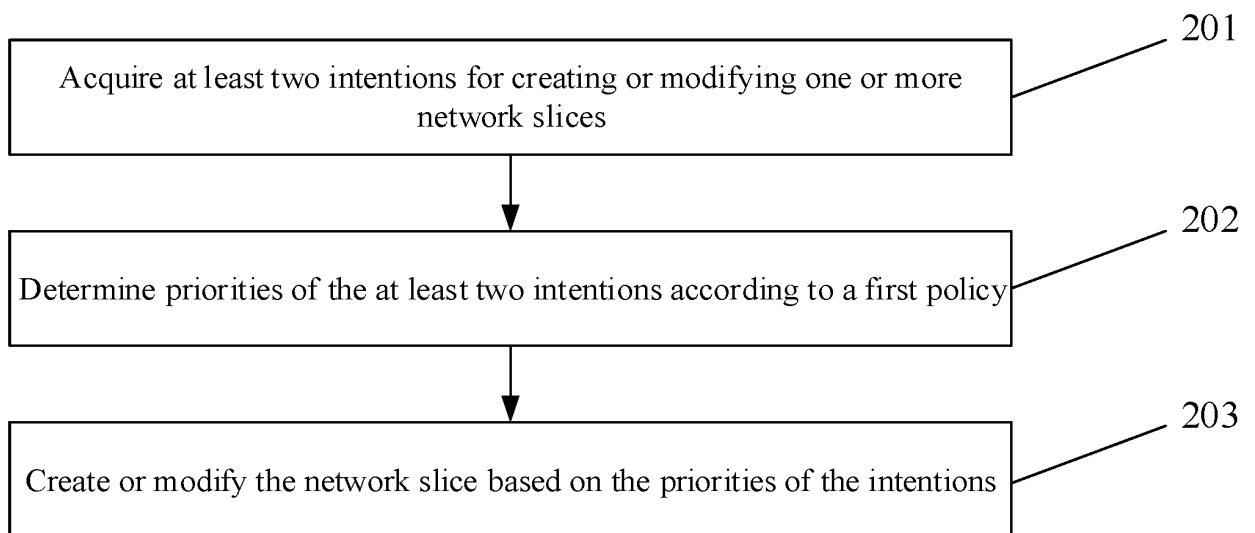 201
Acquire at least two intentions for creating or modifying one or more
network slices
202
Determine priorities of the at least two intentions according to a first policy
203
Create or modify the network slice based on the priorities of the intentions